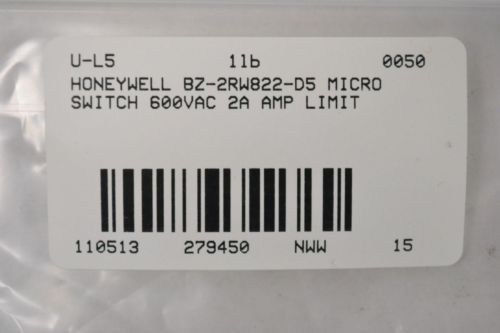 U-L5 1lb 0050
HONEYWELL BZ-2RW822-D5 MICRO
SWITCH 600VAC 2A AMP LIMIT
110513 279450 NWW 15